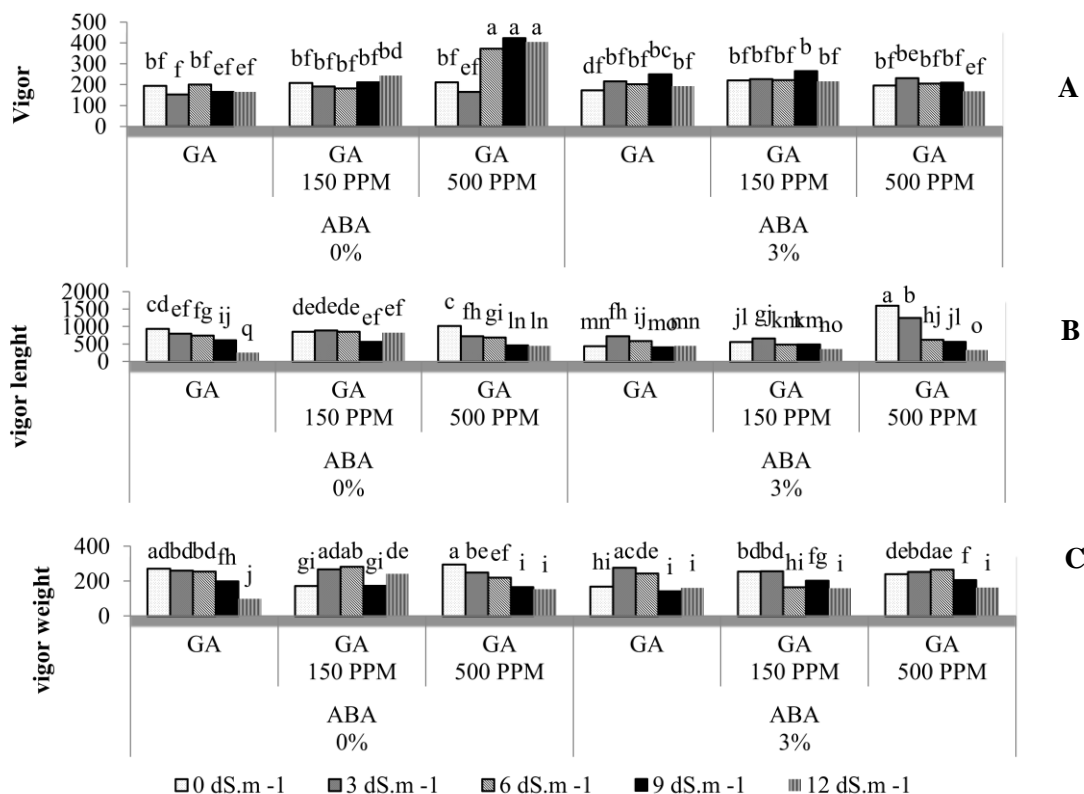 500
400
300
200
100
0
Vigor
bf f bf ef ef bf bf bf bf bd bf ef a a a df bf bf bc bf bf bf bf b bf bf be bf bf ef
A
GA GA GA GA GA GA
150 PPM 500 PPM 150 PPM 500 PPM
ABA ABA
0% 3%
2000
1500
1000
500
0
vigor lenght
cd ef fg ij q de de de ef ef c fh gi ln ln mn fh ij mo mn jl gj kn km no a b hj jl o
B
GA GA GA GA GA GA
150 PPM 500 PPM 150 PPM 500 PPM
ABA ABA
0% 3%
400
200
0
vigor weight
ad bd bd fh j gi ad ab gi de a be ef i i hi ac de i i bd bd hi fg i de bd ae f i
C
GA GA GA GA GA GA
150 PPM 500 PPM 150 PPM 500 PPM
ABA ABA
0% 3%
0 dS.m -1 3 dS.m -1 6 dS.m -1 9 dS.m -1 12 dS.m -1